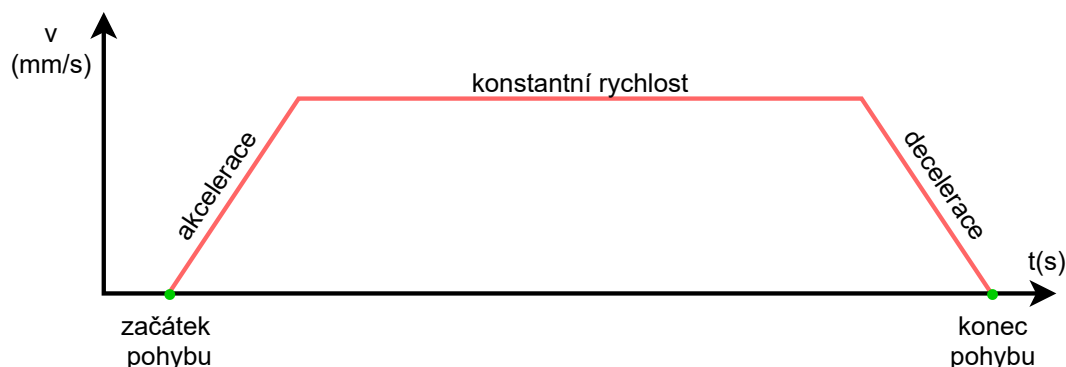 v
(mm/s)
konstantní rychlost
akcelerace
decelerace
t(s)
začátek
pohybu
konec
pohybu